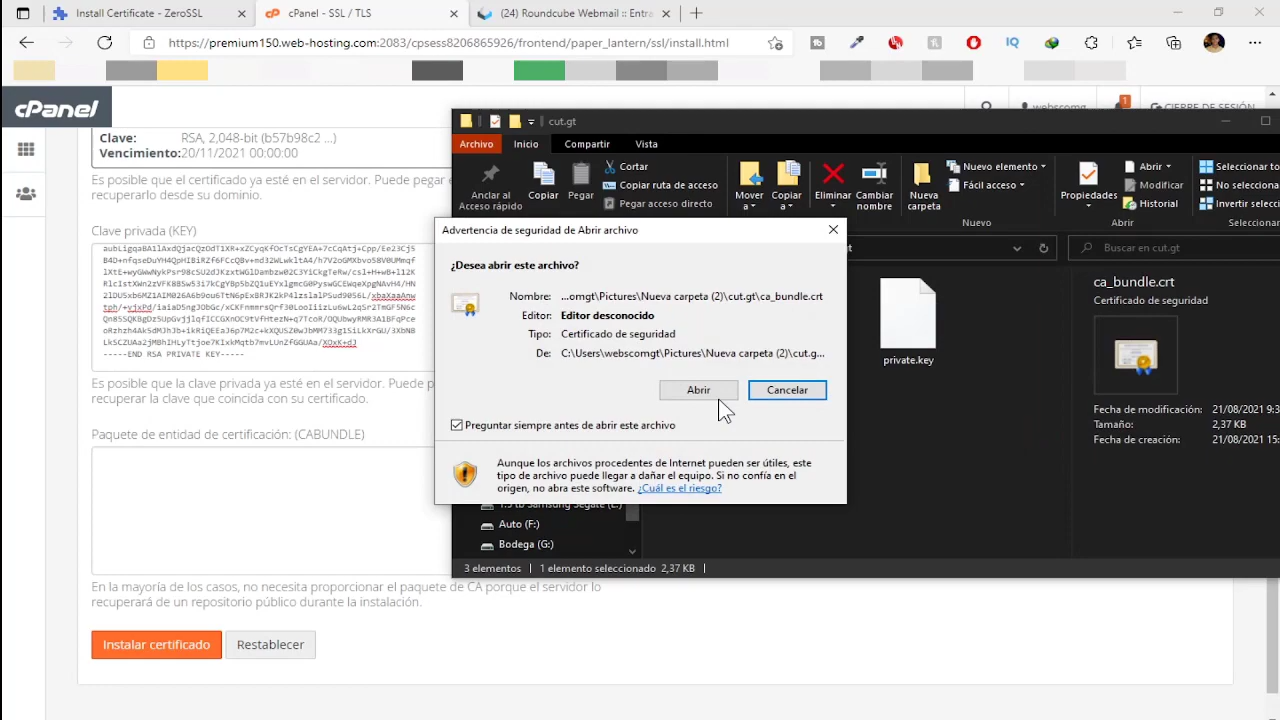 Install Certificate - ZeroSSL
cPanel - SSL / TLS
(24) Roundcube Webmail :: Entra
https://premium150.web-hosting.com:2083/cpsess8206865926/frontend/paper_lantern/ssl/install.html
cPanel
webscomg
1
CIERRE DE SESIÓN
Clave: RSA, 2,048-bit (b57b98c2 ...)
Vencimiento: 20/11/2021 00:00:00
Es posible que el certificado ya esté en el servidor. Puede pegar e
recuperarlo desde su dominio.
Clave privada (KEY)
-----END RSA PRIVATE KEY-----
Es posible que la clave privada ya esté en el servidor. Puede p
recuperar la clave que coincida con su certificado.
Paquete de entidad de certificación: (CABUNDLE)
En la mayoría de los casos, no necesita proporcionar el paquete de CA porque el servidor lo
recuperará de un repositorio público durante la instalación.
Instalar certificado
Restablecer
cut.gt
Archivo
Inicio
Compartir
Vista
Anclar al
Acceso rápido
Copiar
Pegar
Cortar
Copiar ruta de acceso
Pegar acceso directo
Mover
a
Copiar
a
Eliminar
Cambiar
nombre
Nueva
carpeta
Nuevo elemento
Fácil acceso
Nuevo
Propiedades
Abrir
Modificar
Historial
Abrir
Seleccionar to
No selecciona
Invertir selecc
Seleccionar
gt
Buscar en cut.gt
private.key
ca_bundle.crt
Certificado de seguridad
Fecha de modificación: 21/08/2021 3:
Tamaño: 2,37 KB
Fecha de creación: 21/08/2021 15:
Advertencia de seguridad de Abrir archivo
¿Desea abrir este archivo?
Nombre: ...omgt\Pictures\Nueva carpeta (2)\cut.gt\ca_bundle.crt
Editor: Editor desconocido
Tipo: Certificado de seguridad
De: C:\Users\webscomgt\Pictures\Nueva carpeta (2)\cut.g...
Abrir
Cancelar
Preguntar siempre antes de abrir este archivo
Aunque los archivos procedentes de Internet pueden ser útiles, este
tipo de archivo puede llegar a dañar el equipo. Si no confía en el
origen, no abra este software. ¿Cuál es el riesgo?
Auto (F:)
Bodega (G:)
3 elementos
1 elemento seleccionado 2,37 KB